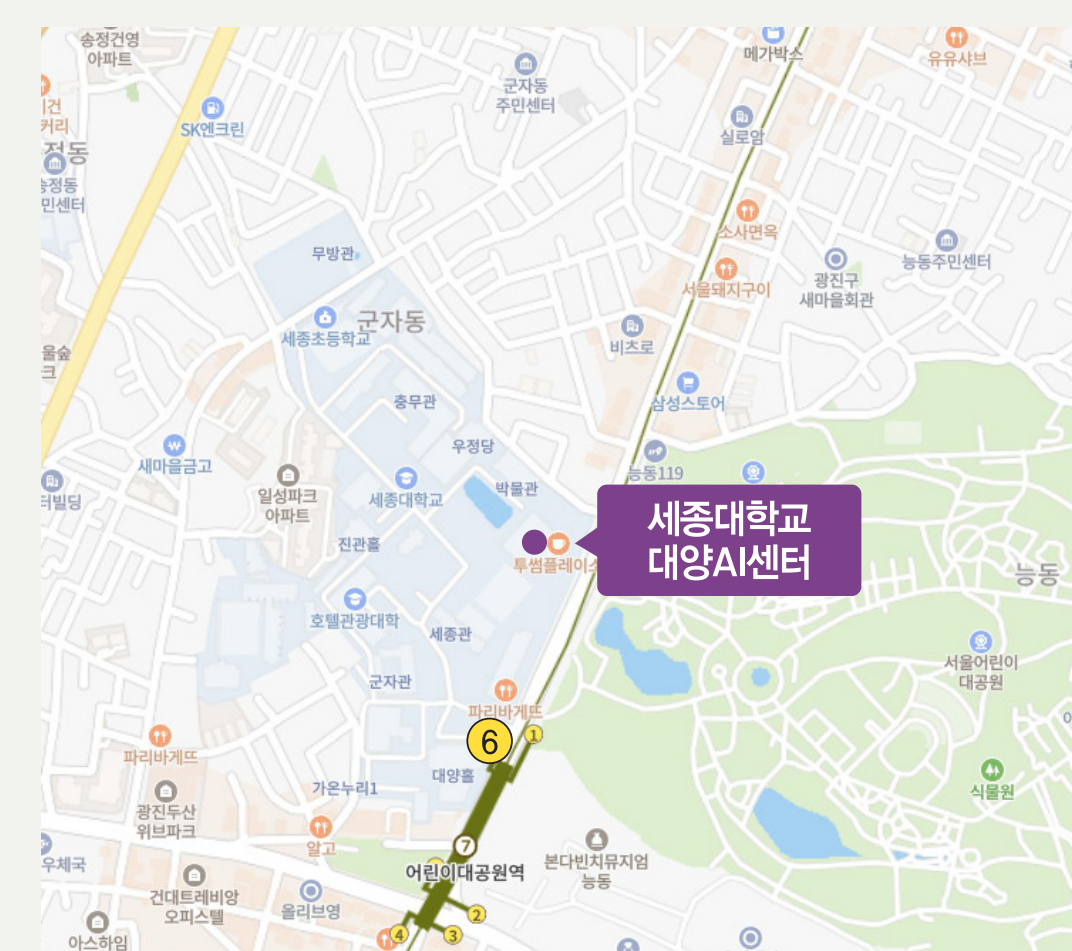 송정건영
아파트
메가박스
유유샤브
군자동
주민센터
SK엔크린
실로암
무방관
소사면옥
능동주민센터
서울돼지구이
광진구
새마을회관
세종초등학교
군자동
비츠로
충무관
삼성스토어
우정당
새마을금고
능동119
일성파크
아파트
세종대학교
박물관
세종대학교
대양AI센터
진관홀
투썸플레이스
능동
호텔관광대학
세종관
서울어린이
대공원
군자관
파리바게뜨
6
1
파리바게뜨
대양홀
가온누리1
식물원
광진두산
위브파크
알고
7
우체국
어린이대공원역
본다빈치뮤지엄
능동
건대트레비앙
오피스텔
올리브영
2
4
3
아스하임